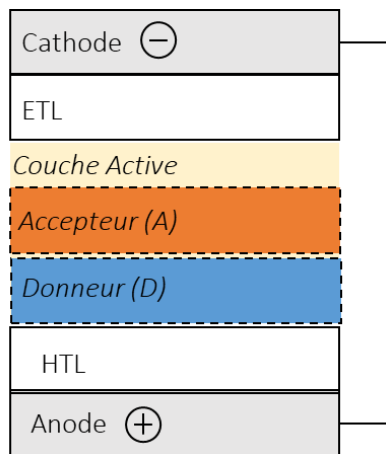 Cathode −
ETL
Couche Active
Accepteur (A)
Donneur (D)
HTL
Anode +